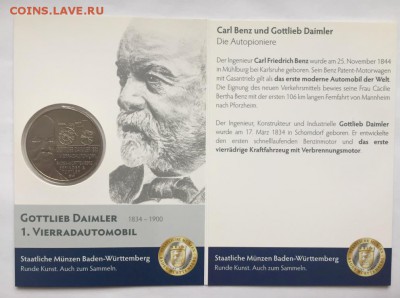 COINS.LAVE.RU
GOTTLIEB DAIMLER 1834 - 1900
1. VIERRADAUTOMOBIL
Staatliche Münzen Baden-Württemberg
Runde Kunst. Auch zum Sammeln.
Carl Benz und Gottlieb Daimler
Die Autopioniere
Der Ingenieur Carl Friedrich Benz wurde am 25. November 1844
in Mühlburg bei Karlsruhe geboren. Sein Benz Patent-Motorwagen
mit Gasantrieb gilt als das erste moderne Automobil der Welt.
Die Eignung des neuen Verkehrsmittels bewies seine Frau Cäcilie
Bertha Benz mit der ersten 106 km langen Fernfahrt von Mannheim
nach Pforzheim.
Der Ingenieur, Konstrukteur und Industrielle Gottlieb Daimler
wurde am 17. März 1834 in Schorndorf geboren. Er entwickelte
den ersten schnelllaufenden Benzinmotor und das erste
vierrädrige Kraftfahrzeug mit Verbrennungsmotor.
Staatliche Münzen Baden-Württemberg
Runde Kunst. Auch zum Sammeln.